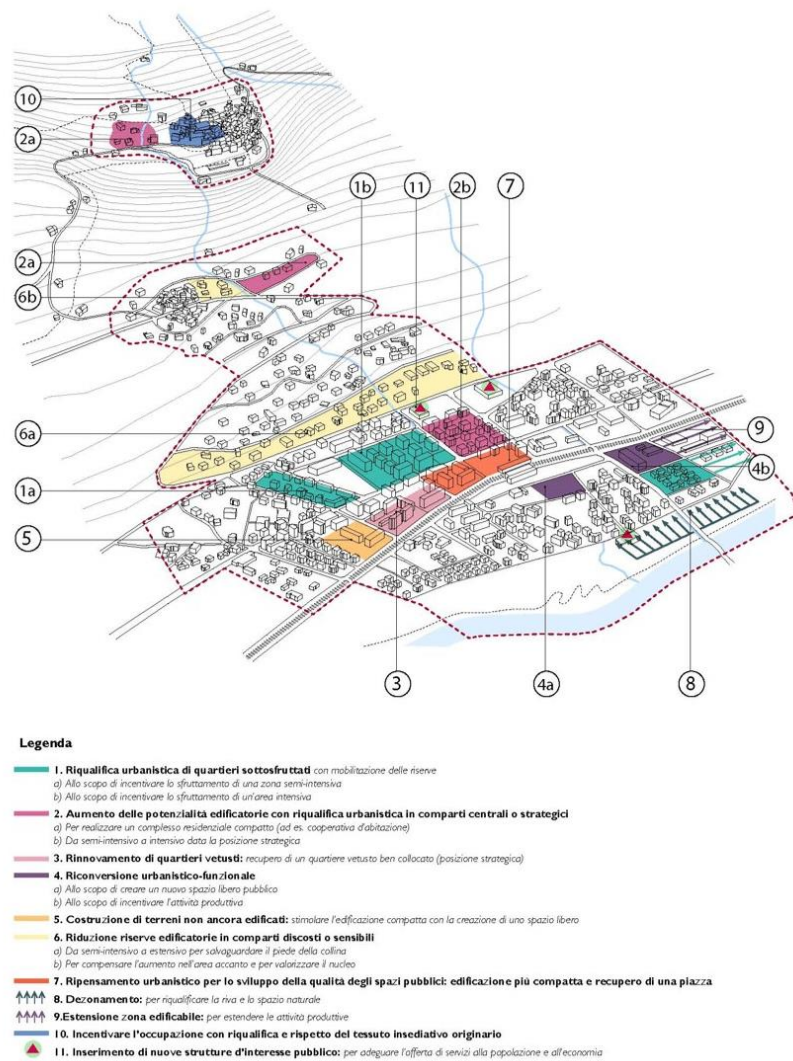 10
2a
1b
11
2b
7
2a
6b
6a
9
1a
4b
5
3
4a
8
Legenda
1. Riqualifica urbanistica di quartieri sottosfruttati con mobilitazione delle riserve
a) Allo scopo di incentivare lo sfruttamento di una zona semi-intensiva
b) Allo scopo di incentivare lo sfruttamento di un'area intensiva
2. Aumento delle potenzialità edificatorie con riqualifica urbanistica in comparti centrali o strategici
a) Per realizzare un complesso residenziale compatto (ad es. cooperativa d'abitazione)
b) Da semi-intensivo a intensivo data la posizione strategica
3. Rinnovamento di quartieri vetusti: recupero di un quartiere vetusto ben collocato (posizione strategica)
4. Riconversione urbanistico-funzionale
a) Allo scopo di creare un nuovo spazio libero pubblico
b) Allo scopo di incentivare l'attività produttiva
5. Costruzione di terreni non ancora edificati: stimolare l'edificazione compatta con la creazione di uno spazio libero
6. Riduzione riserve edificatorie in comparti discosti o sensibili
a) Da semi-intensivo a estensivo per salvaguardare il piede della collina
b) Per compensare l'aumento nell'area accanto e per valorizzare il nucleo
7. Ripensamento urbanistico per lo sviluppo della qualità degli spazi pubblici: edificazione più compatta e recupero di una piazza
8. Dezonamento: per riqualificare la riva e lo spazio naturale
9.Estensione zona edificabile: per estendere le attività produttive
10. Incentivare l'occupazione con riqualifica e rispetto del tessuto insediativo originario
11. Inserimento di nuove strutture d'interesse pubblico: per adeguare l'offerta di servizi alla popolazione e all'economia